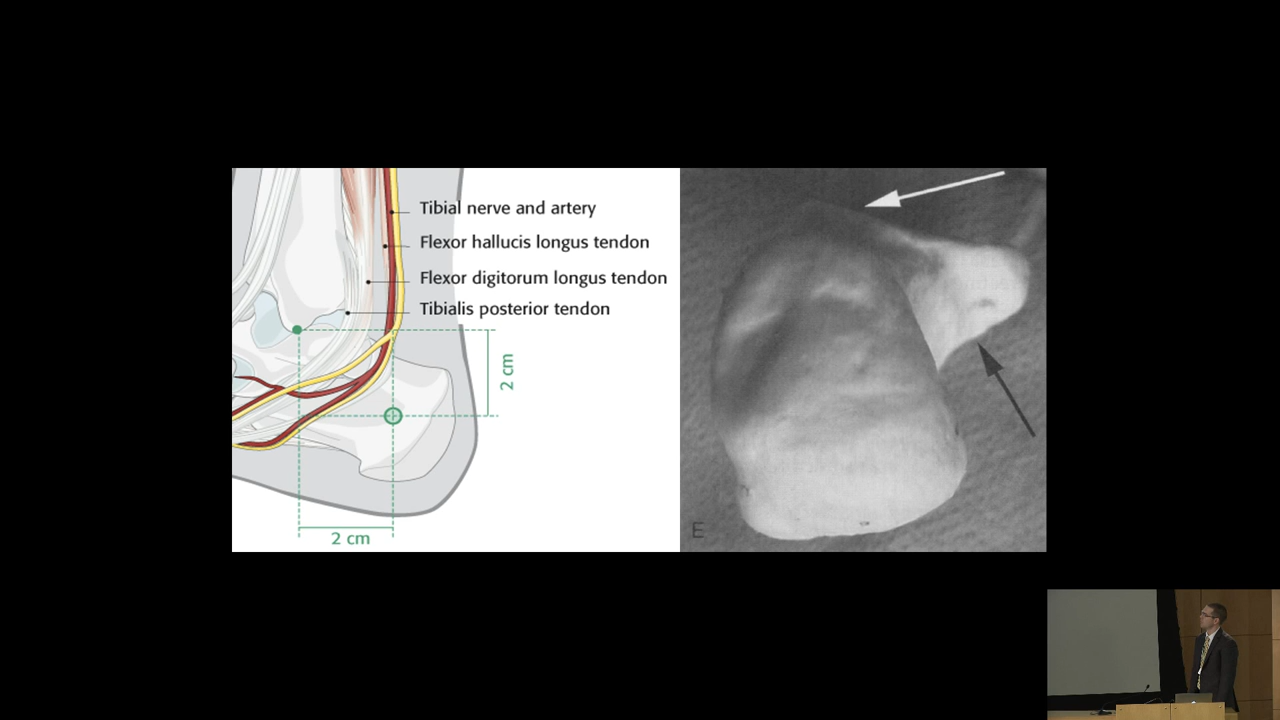 Tibial nerve and artery
Flexor hallucis longus tendon
Flexor digitorum longus tendon
Tibialis posterior tendon
2 cm
2 cm
E